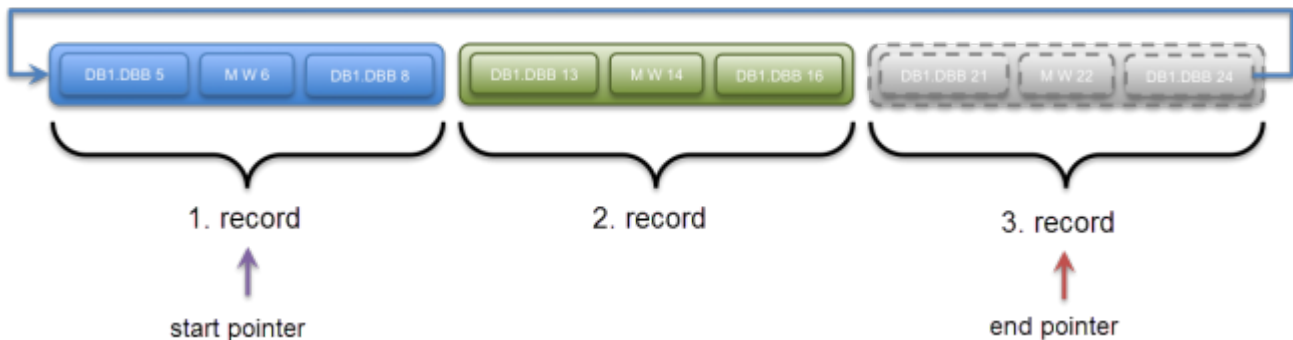 DB1.DBB 5 M W 6 DB1.DBB 8 DB1.DBB 13 M W 14 DB1.DBB 16 DB1.DBB 21 M W 22 DB1.DBB 24
1. record 2. record 3. record
start pointer end pointer